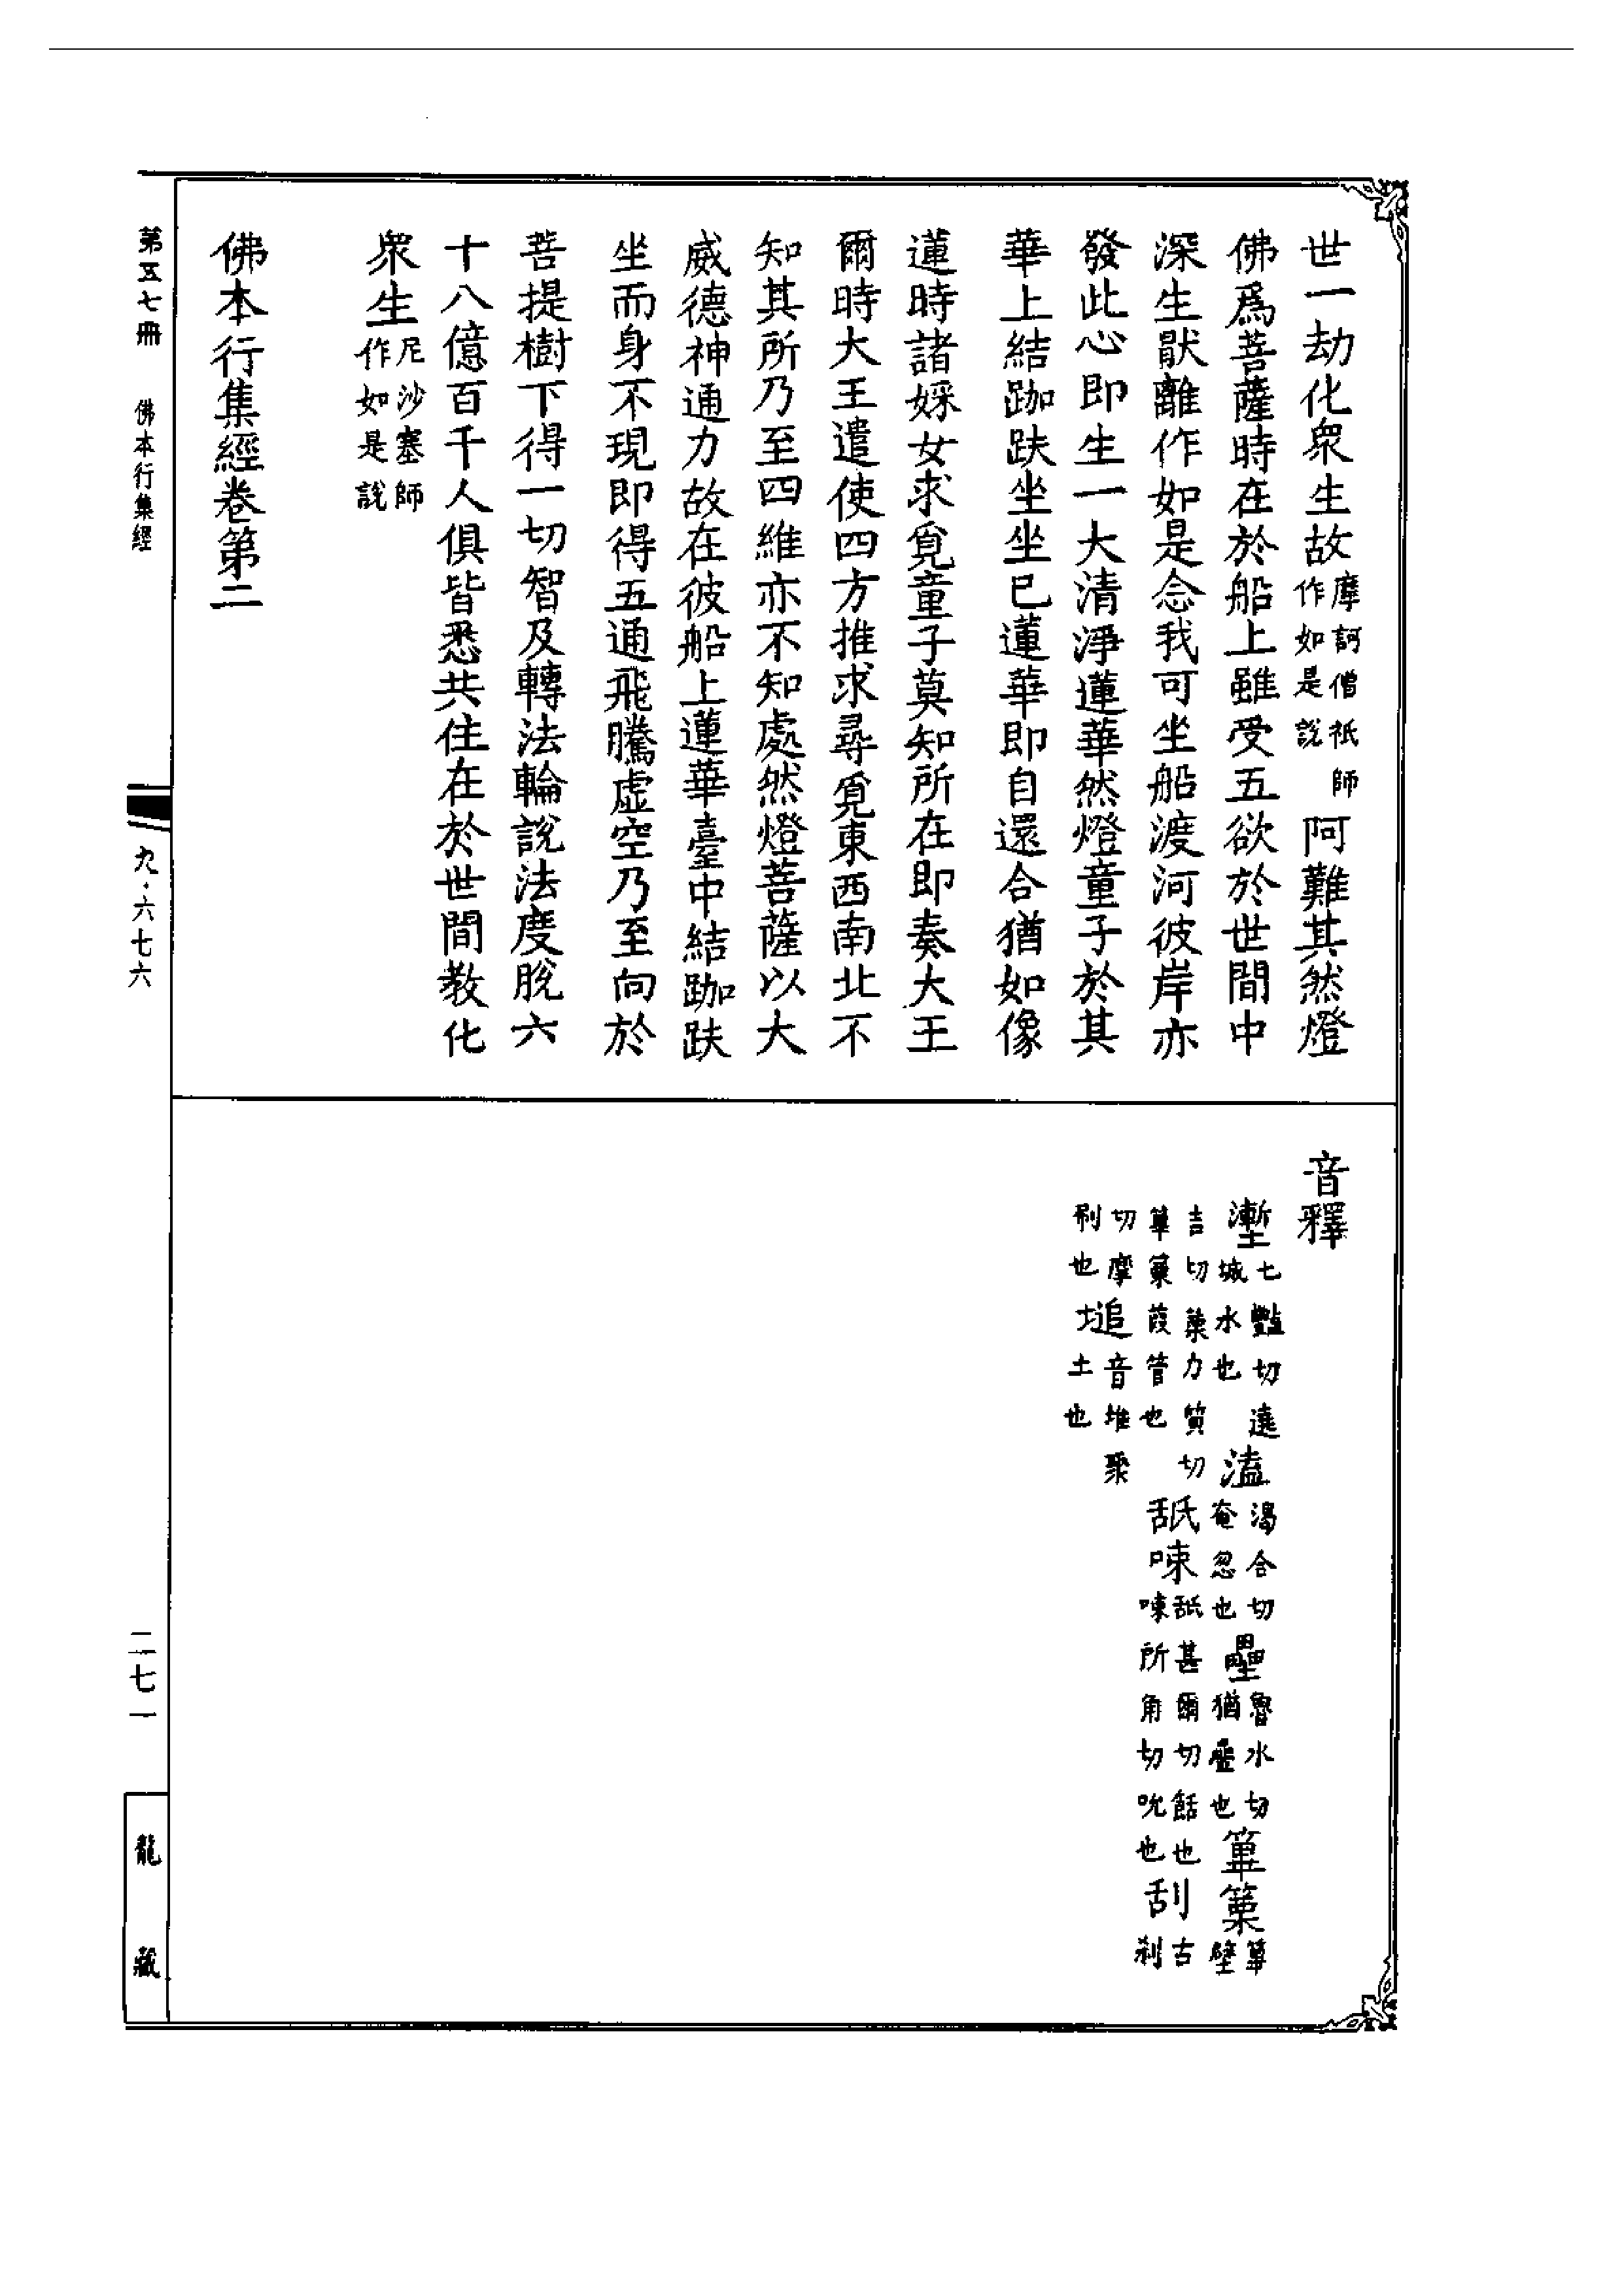 世一劫化衆生故摩訶僧祇師作如是說阿難其然燈
佛爲菩薩時在於船上雖受五欲於世間中
深生厭離作如是念我可坐船渡河彼岸亦
發此心即生一大清淨蓮華然燈童子於其
華上結跏趺坐坐已蓮華即自還合猶如像
蓮時諸婇女求覓童子莫知所在即奏大王
爾時大王遣使四方推求尋覓東西南北不
知其所乃至四維亦不知處然燈菩薩以大
威德神通力故在彼船上蓮華臺中結跏趺
坐而身不現即得五通飛騰虛空乃至向於
菩提樹下得一切智及轉法輪說法度脫六
十八億百千人俱皆悉共住在於世間教化
衆生尼沙塞師作如是說
佛本行集經卷第二
音釋
塹七豔切遶城水也溘渴合切奄忽也壘魯水切猶壁也篳篥篳壁
吉切篥力質切篳篥葭管也舐㖒舐甚爾切餂也㖒所角切吮也刮古刹
切摩刷也塠音堆聚土也
第五七冊 佛本行集經
九·六七六
二七一
龍藏